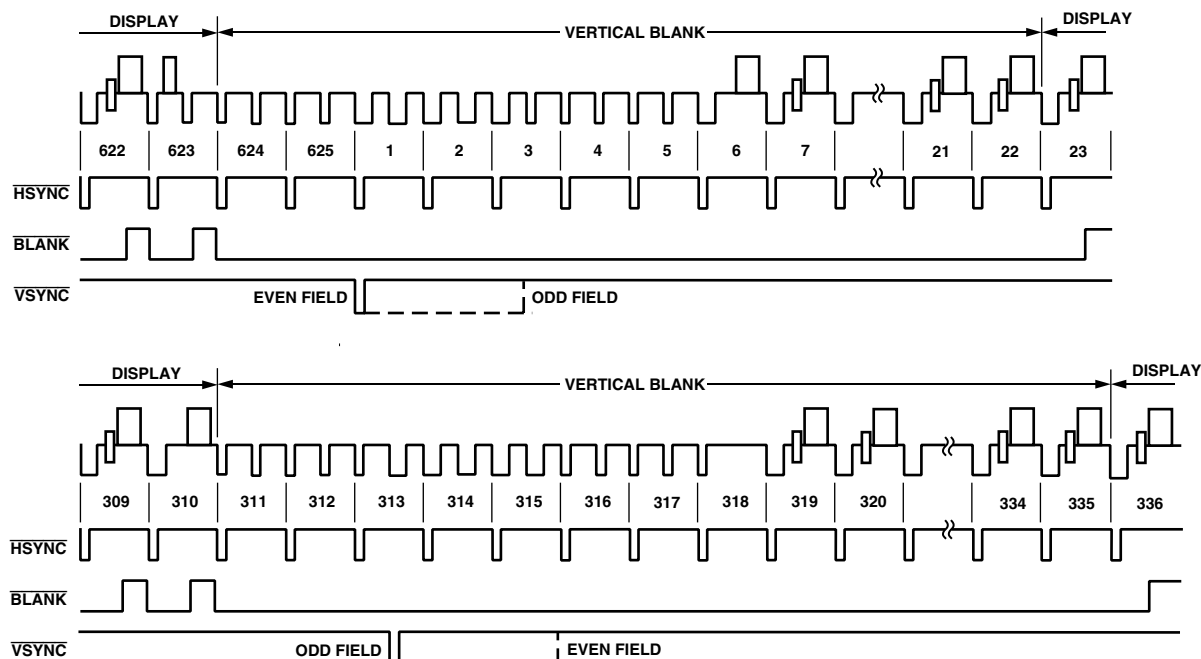 DISPLAY VERTICAL BLANK DISPLAY
622 623 624 625 1 2 3 4 5 6 7 21 22 23
HSYNC
BLANK
VSYNC
EVEN FIELD ODD FIELD
DISPLAY VERTICAL BLANK DISPLAY
309 310 311 312 313 314 315 316 317 318 319 320 334 335 336
HSYNC
BLANK
VSYNC
ODD FIELD EVEN FIELD